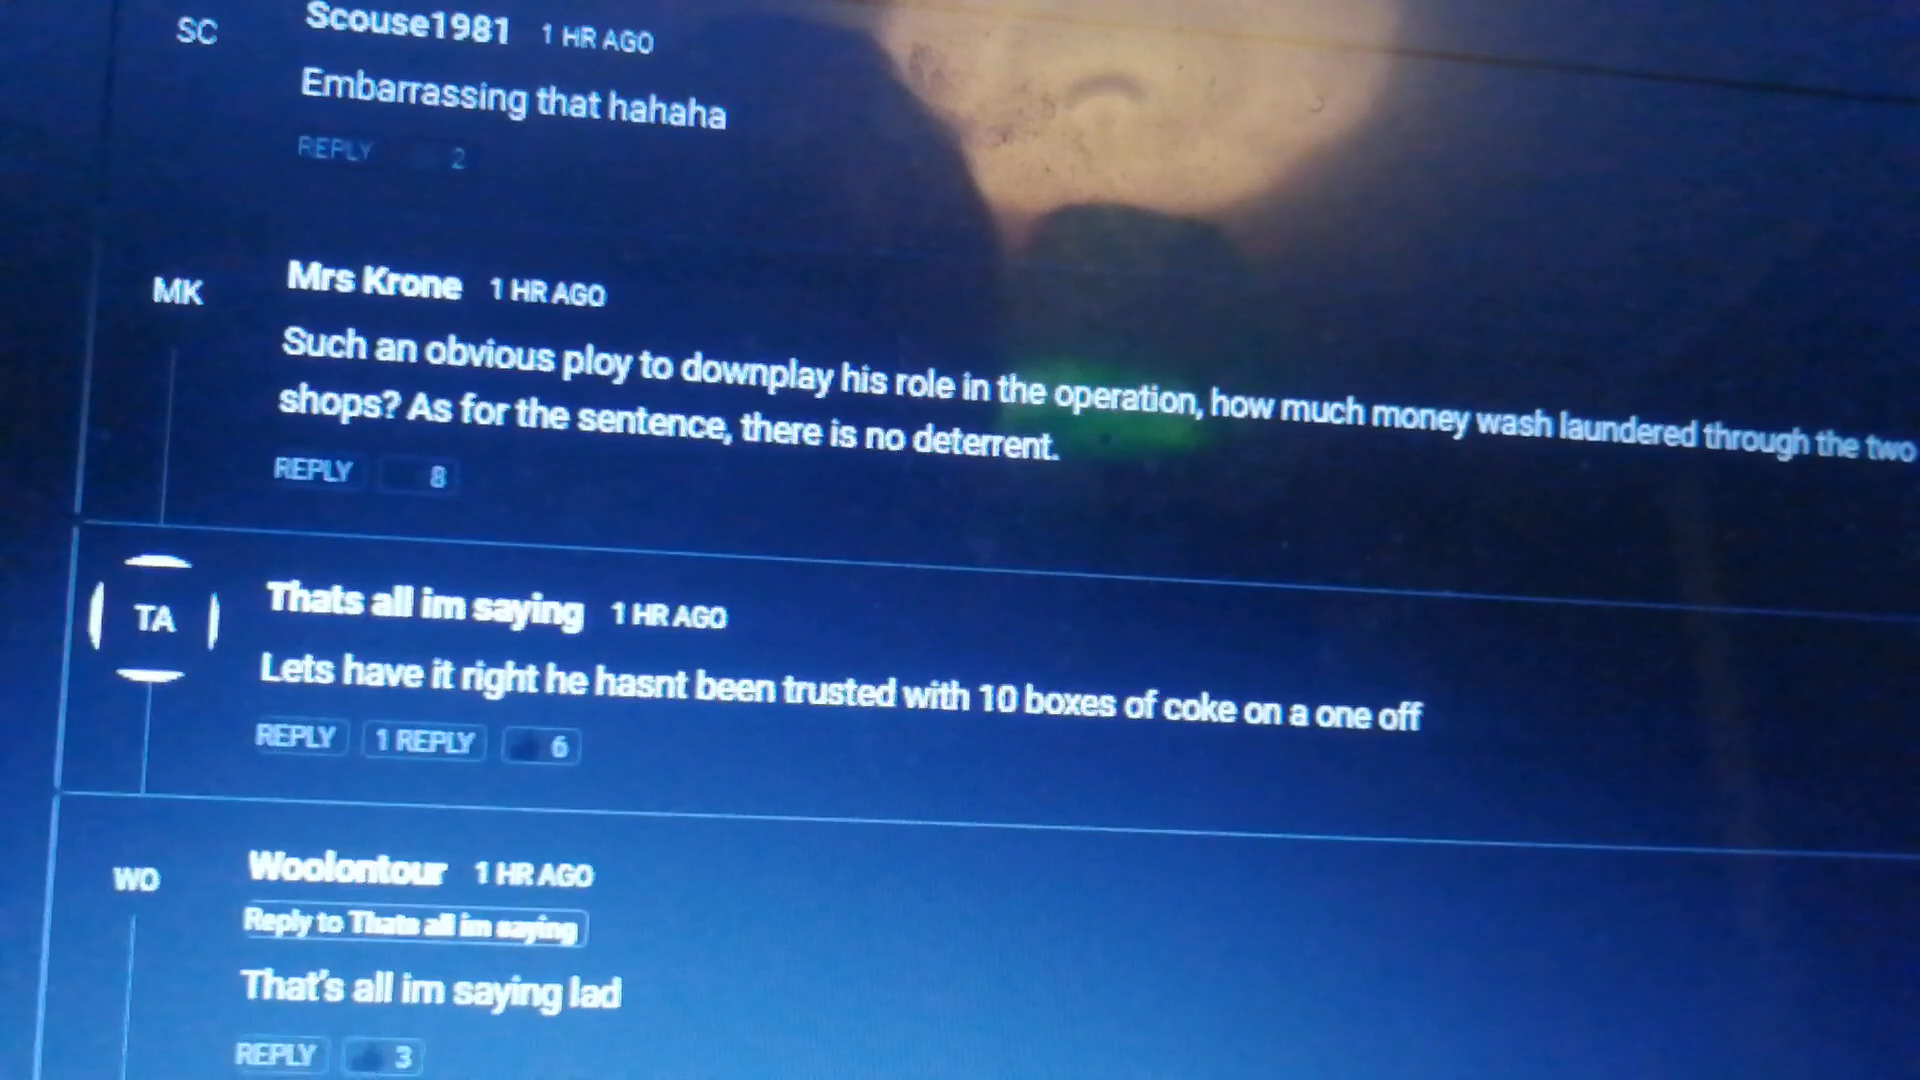 SC
Scouse1981 1 HR AGO
Embarrassing that hahaha
REPLY 2
MK
Mrs Krone 1 HR AGO
Such an obvious ploy to downplay his role in the operation, how much money wash laundered through the two
shops? As for the sentence, there is no deterrent.
REPLY 8
TA
Thats all im saying 1 HR AGO
Lets have it right he hasnt been trusted with 10 boxes of coke on a one off
REPLY 1 REPLY 6
WO
Woolontour 1 HR AGO
Reply to Thats all im saying
That's all im saying lad
REPLY 3